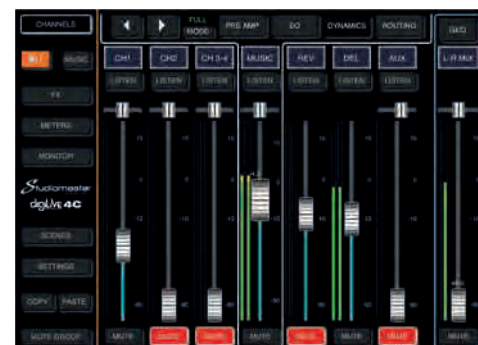 CHANNELS
FULL
MODE
PRE AMP
EQ
DYNAMICS
ROUTING
ALL
MUSIC
CH1
CH2
CH 3-4
MUSIC
REV
DEL
AUX
L/R MIX
LISTEN
LISTEN
LISTEN
LISTEN
LISTEN
LISTEN
LISTEN
FX
METERS
MONITOR
Studiomaster
digiLiVE 4C
SCENES
SETTINGS
COPY
PASTE
MUTE GROUP
MUTE
MUTE
MUTE
MUTE
MUTE
MUTE
MUTE
MUTE